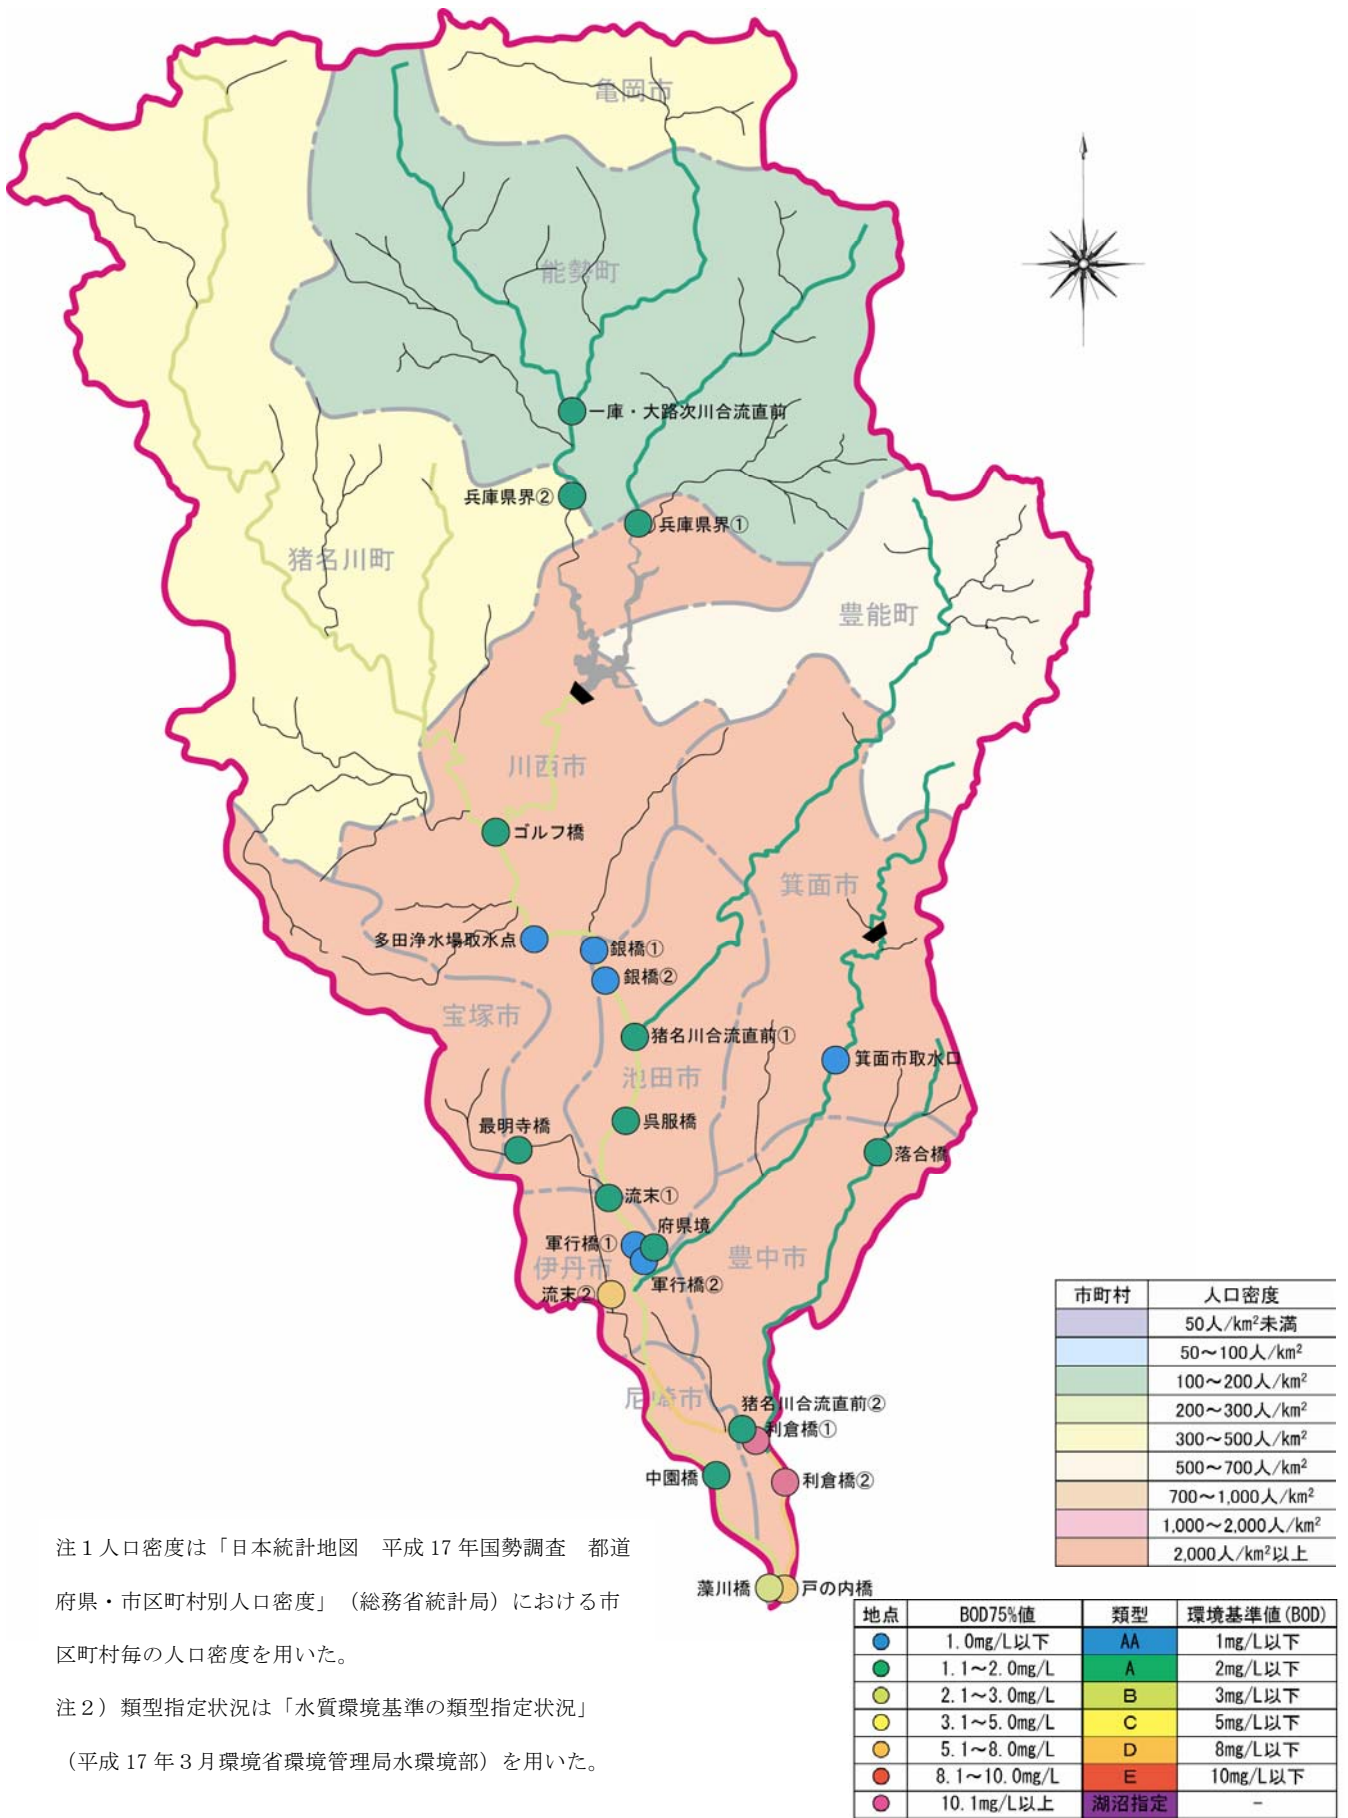 亀岡市
能勢町
一庫・大路次川合流直前
兵庫県界②
兵庫県界①
猪名川町
豊能町
川西市
ゴルフ橋
箕面市
多田浄水場取水点
銀橋①
銀橋②
宝塚市
猪名川合流直前①
箕面市取水口
池田市
呉服橋
最明寺橋
落合橋
流末①
府県境
軍行橋①
伊丹市
豊中市
軍行橋②
流末②
尼崎市
猪名川合流直前②
利倉橋①
中園橋
利倉橋②
藻川橋
戸の内橋
市町村 人口密度
50人/km²未満
50～100人/km²
100～200人/km²
200～300人/km²
300～500人/km²
500～700人/km²
700～1,000人/km²
1,000～2,000人/km²
2,000人/km²以上
地点 BOD75%値 類型 環境基準値(BOD)
1.0mg/L以下 AA 1mg/L以下
1.1～2.0mg/L A 2mg/L以下
2.1～3.0mg/L B 3mg/L以下
3.1～5.0mg/L C 5mg/L以下
5.1～8.0mg/L D 8mg/L以下
8.1～10.0mg/L E 10mg/L以下
10.1mg/L以上 湖沼指定 －
注１人口密度は「日本統計地図　平成 17 年国勢調査　都道
府県・市区町村別人口密度」（総務省統計局）における市
区町村毎の人口密度を用いた。
注２）類型指定状況は「水質環境基準の類型指定状況」
（平成 17 年３月環境省環境管理局水環境部）を用いた。